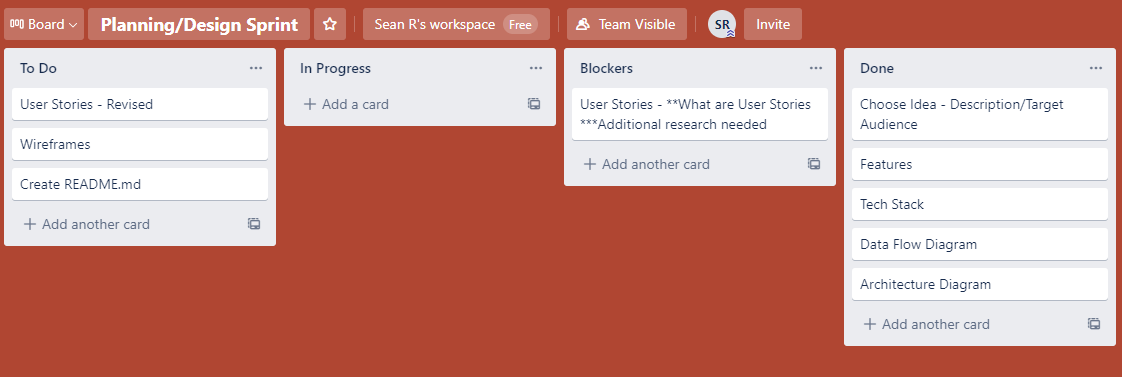 Board
Planning/Design Sprint
Sean R's workspace
Free
Team Visible
SR
Invite
To Do
User Stories - Revised
Wireframes
Create README.md
Add another card
In Progress
Add a card
Blockers
User Stories - **What are User Stories
***Additional research needed
Add another card
Done
Choose Idea - Description/Target
Audience
Features
Tech Stack
Data Flow Diagram
Architecture Diagram
Add another card